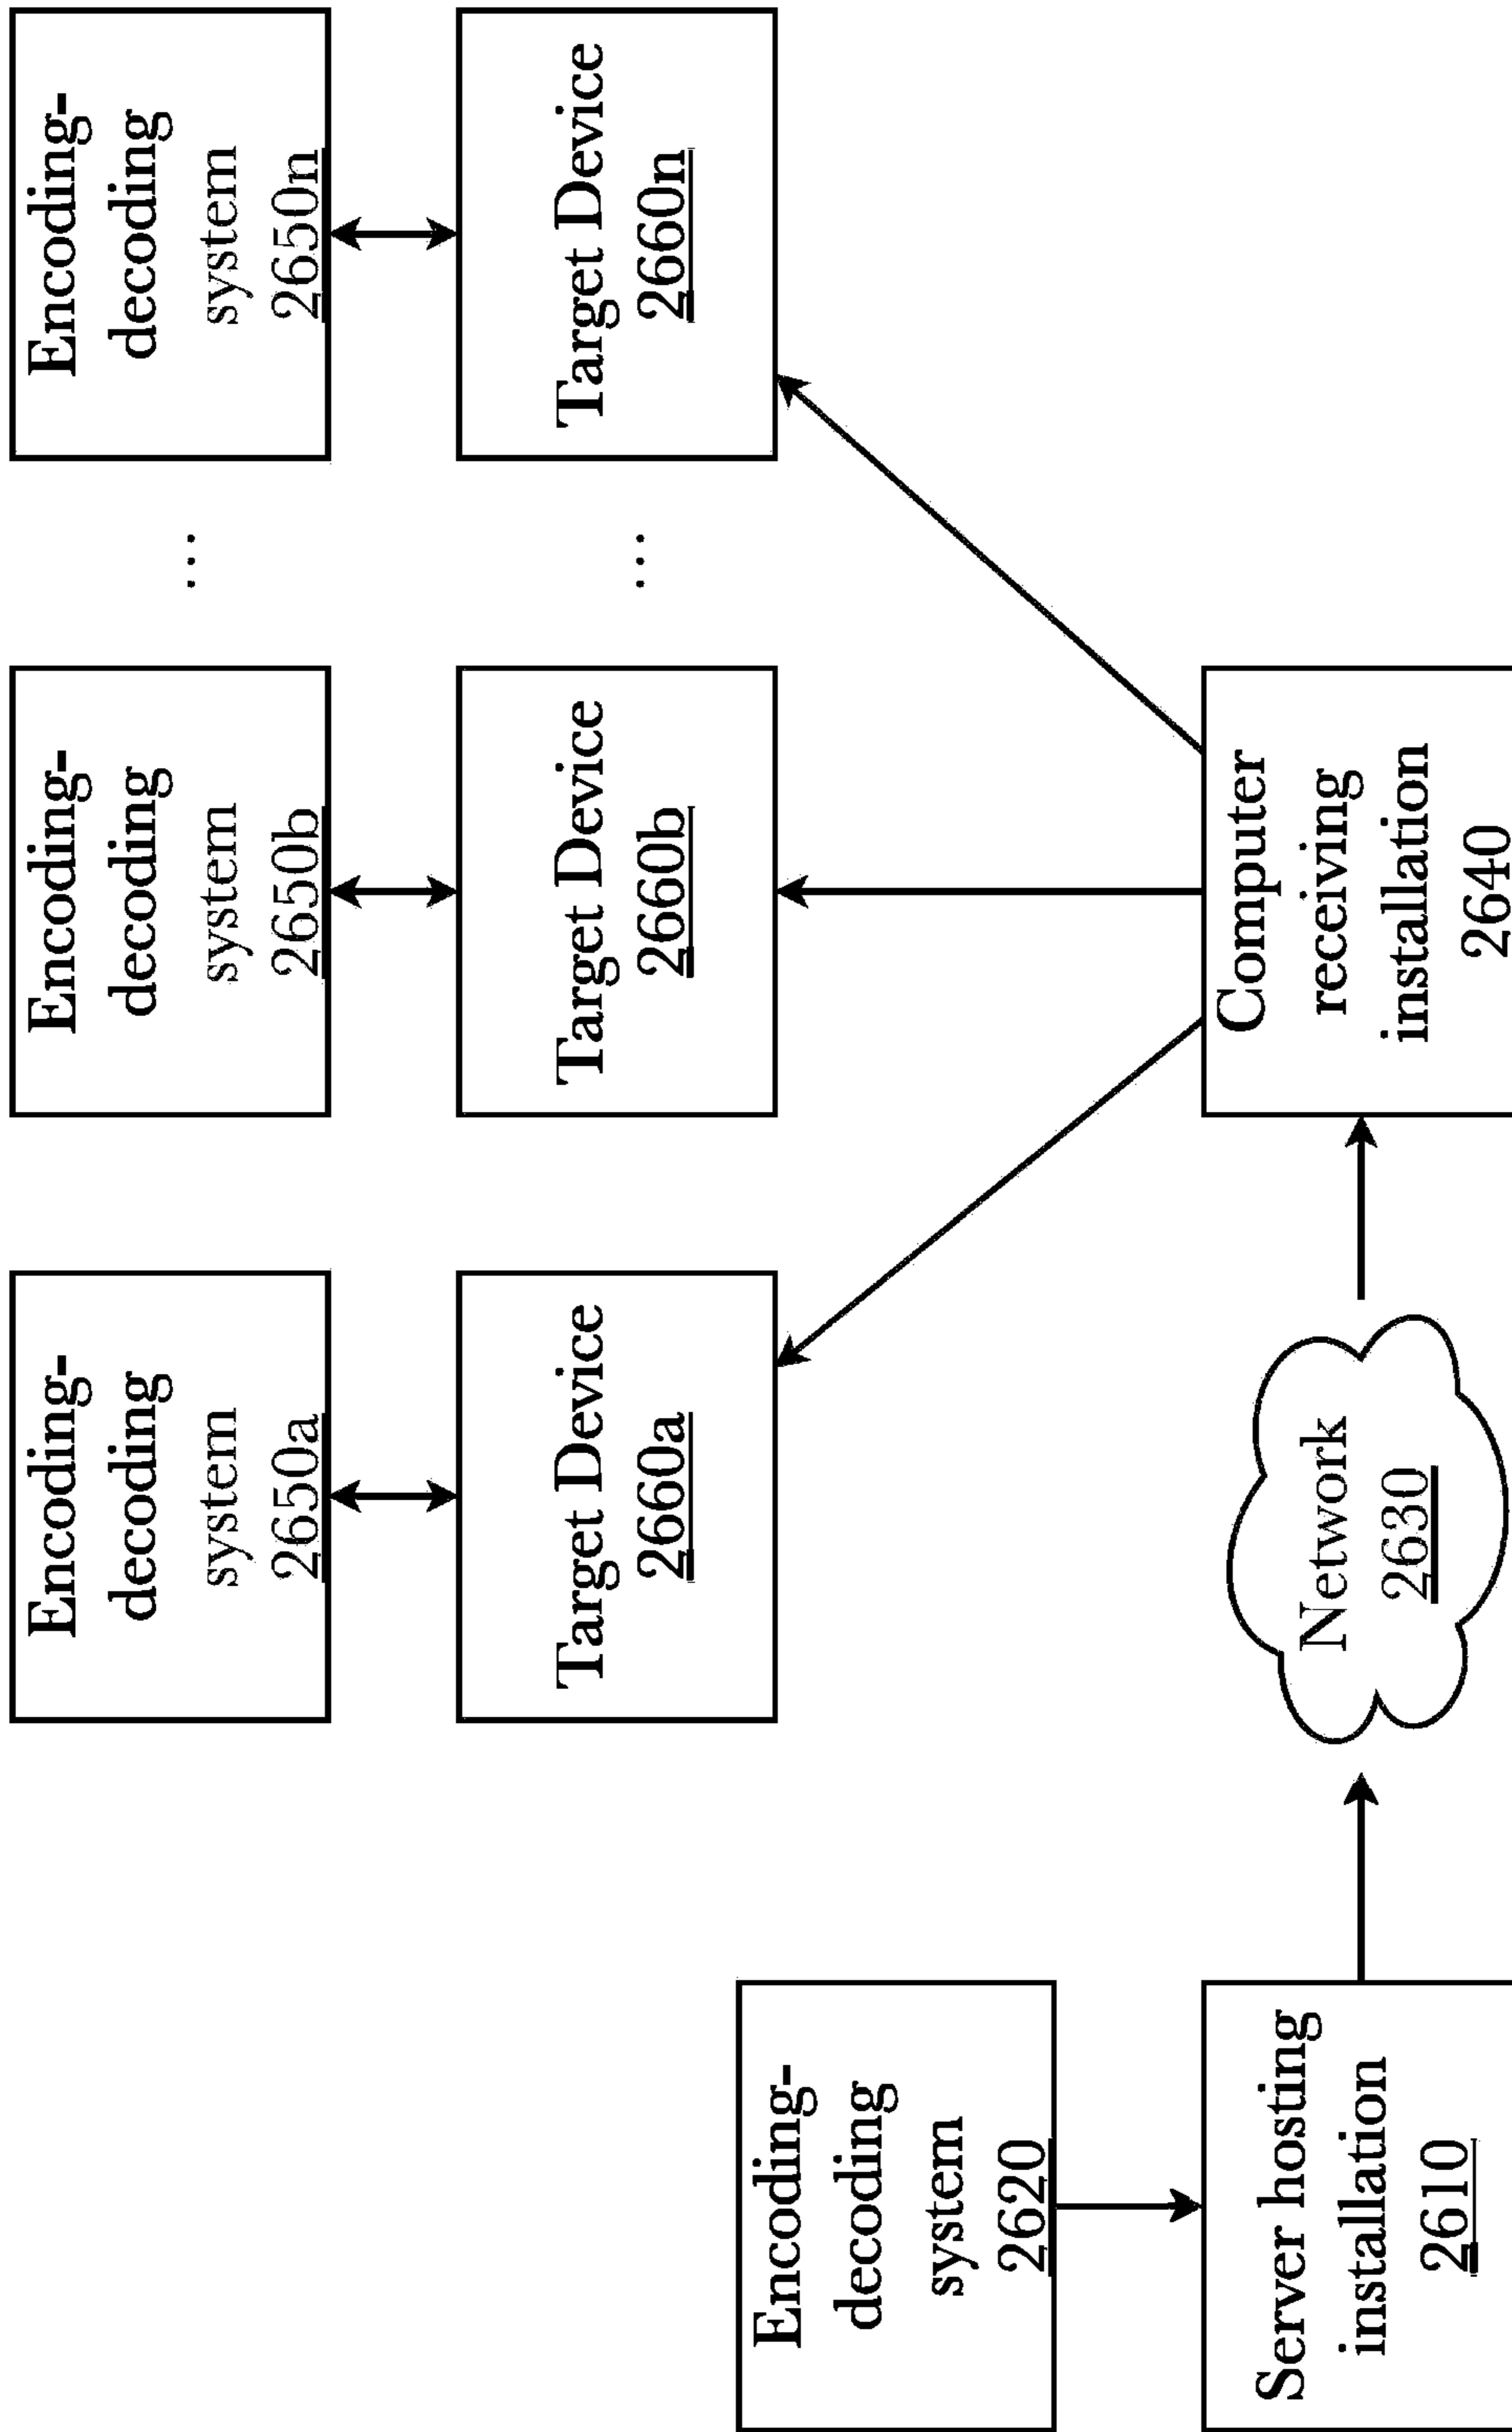 Encoding-
decoding
system
2650a
Encoding-
decoding
system
2650b
...
Encoding-
decoding
system
2650n
Target Device
2660a
Target Device
2660b
...
Target Device
2660n
Encoding-
decoding
system
2620
Server hosting
installation
2610
Network
2630
Computer
receiving
installation
2640